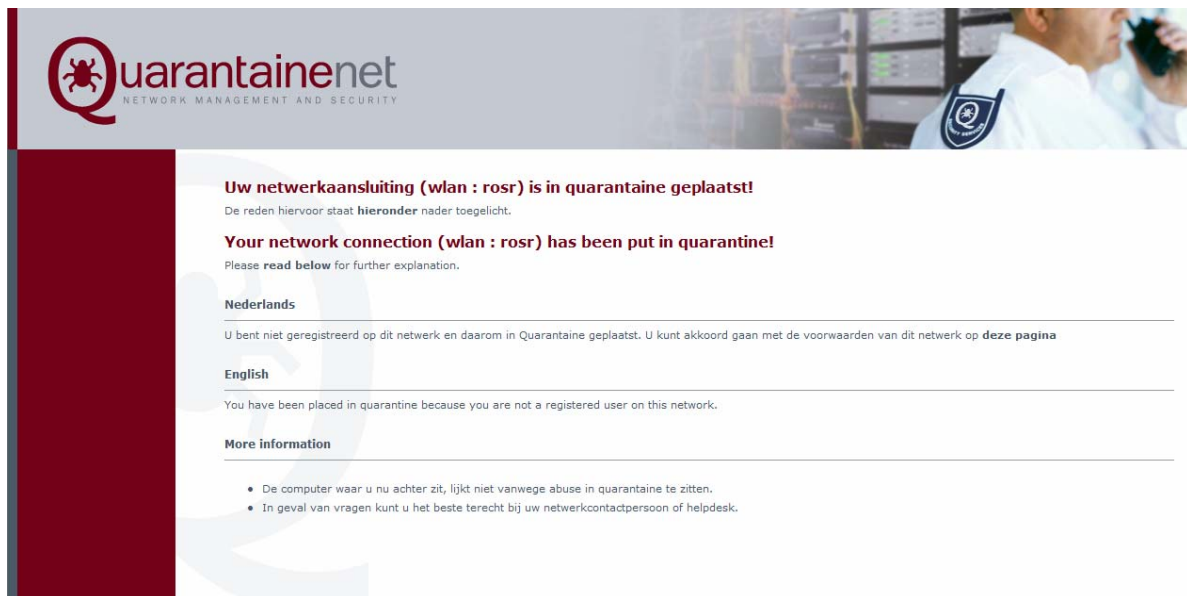 Quarantainenet
NETWORK MANAGEMENT AND SECURITY
Uw netwerkaansluiting (wlan : rosr) is in quarantaine geplaatst!
De reden hiervoor staat hieronder nader toegelicht.
Your network connection (wlan : rosr) has been put in quarantine!
Please read below for further explanation.
Nederlands
U bent niet geregistreerd op dit netwerk en daarom in Quarantaine geplaatst. U kunt akkoord gaan met de voorwaarden van dit netwerk op deze pagina
English
You have been placed in quarantine because you are not a registered user on this network.
More information
• De computer waar u nu achter zit, lijkt niet vanwege abuse in quarantaine te zitten.
• In geval van vragen kunt u het beste terecht bij uw netwerkcontactpersoon of helpdesk.